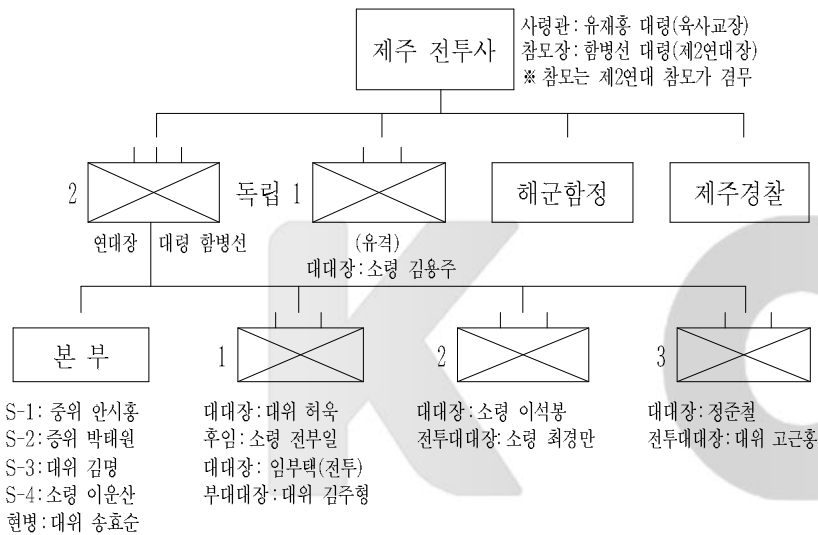 제주 전투사
사령관: 유재홍 대령(육사교장)
참모장: 함병선 대령(제2연대장)
※ 참모는 제2연대 참모가 겸무
2
독립 1
해군함정
제주경찰
연대장 대령 함병선
(유격)
대대장:소령 김용주
본 부
1
2
3
S-1: 중위 안시홍
S-2: 중위 박태원
S-3: 대위 김명
S-4: 소령 이운산
헌병: 대위 송효순
대대장: 대위 허욱
후임: 소령 전부일
대대장: 임부택(전투)
부대대장: 대위 김주형
대대장: 소령 이석봉
전투대대장: 소령 최경만
대대장: 정준철
전투대대장: 대위 고근홍
K